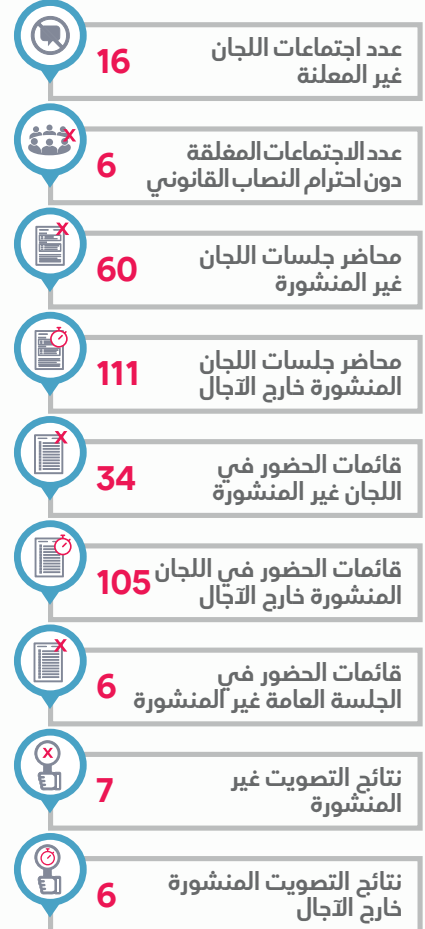 عدد اجتماعات اللجان
غير المعلنة
16
عدد الاجتماعات المغلقة
دون احترام النصاب القانوني
6
محاضر جلسات اللجان
غير المنشورة
60
محاضر جلسات اللجان
المنشورة خارج الآجال
111
قائمات الحضور في
اللجان غير المنشورة
34
قائمات الحضور في اللجان
المنشورة خارج الآجال
105
قائمات الحضور في
الجلسة العامة غير المنشورة
6
نتائج التصويت غير
المنشورة
7
نتائج التصويت المنشورة
خارج الآجال
6